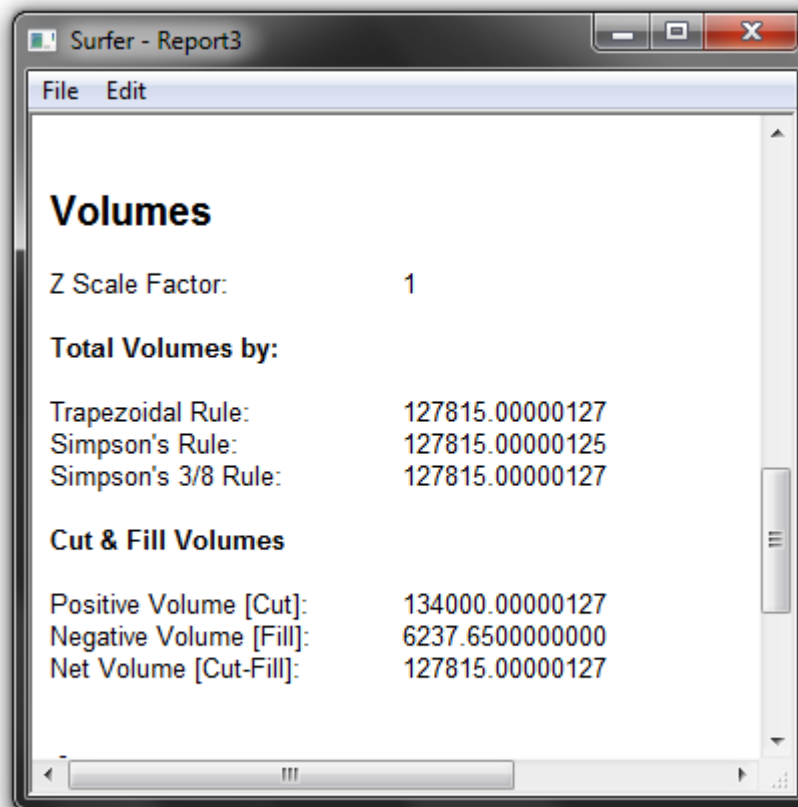 Surfer - Report3
File Edit
Volumes
Z Scale Factor: 1
Total Volumes by:
Trapezoidal Rule: 127815.00000127
Simpson's Rule: 127815.00000125
Simpson's 3/8 Rule: 127815.00000127
Cut & Fill Volumes
Positive Volume [Cut]: 134000.00000127
Negative Volume [Fill]: 6237.6500000000
Net Volume [Cut-Fill]: 127815.00000127